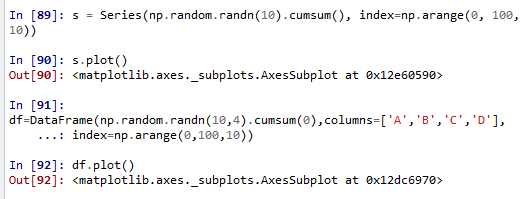 In [89]: s = Series(np.random.randn(10).cumsum(), index=np.arange(0, 100,
10))
In [90]: s.plot()
Out[90]: <matplotlib.axes._subplots.AxesSubplot at 0x12e60590>
In [91]:
df=DataFrame(np.random.randn(10,4).cumsum(0),columns=['A','B','C','D'],
...: index=np.arange(0,100,10))
In [92]: df.plot()
Out[92]: <matplotlib.axes._subplots.AxesSubplot at 0x12dc6970>